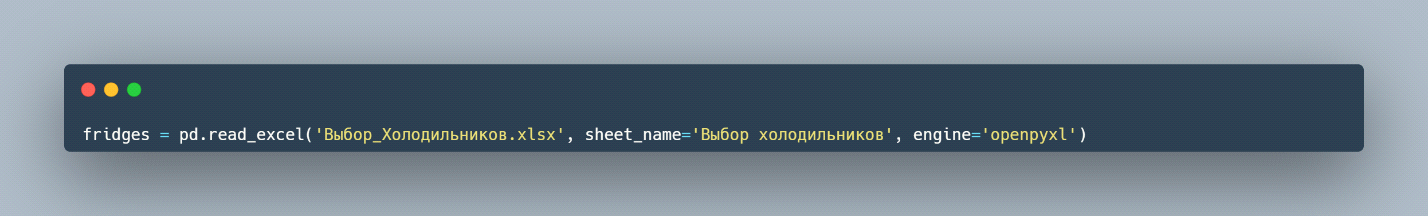 fridges = pd.read_excel('Выбор_Холодильников.xlsx', sheet_name='Выбор холодильников', engine='openpyxl')